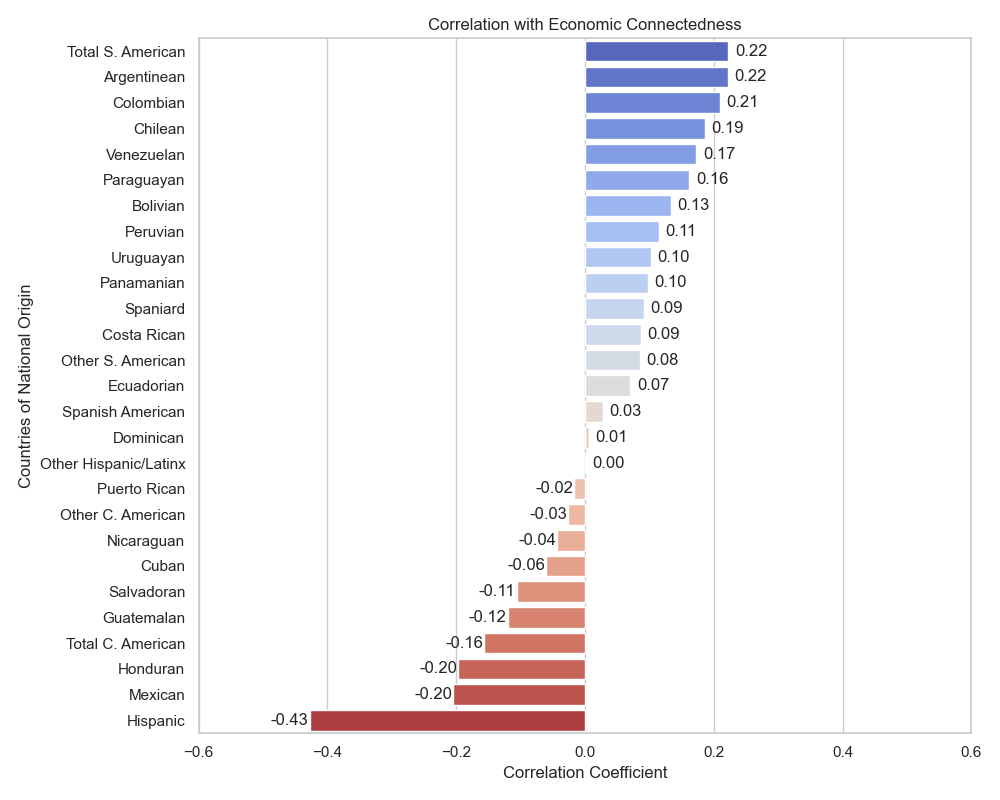 Correlation with Economic Connectedness
Total S. American 0.22
Argentinean 0.22
Colombian 0.21
Chilean 0.19
Venezuelan 0.17
Paraguayan 0.16
Bolivian 0.13
Peruvian 0.11
Uruguayan 0.10
Panamanian 0.10
Spaniard 0.09
Costa Rican 0.09
Other S. American 0.08
Ecuadorian 0.07
Spanish American 0.03
Dominican 0.01
Other Hispanic/Latinx 0.00
Puerto Rican -0.02
Other C. American -0.03
Nicaraguan -0.04
Cuban -0.06
Salvadoran -0.11
Guatemalan -0.12
Total C. American -0.16
Honduran -0.20
Mexican -0.20
Hispanic -0.43
Countries of National Origin
−0.6 −0.4 −0.2 0.0 0.2 0.4 0.6
Correlation Coefficient